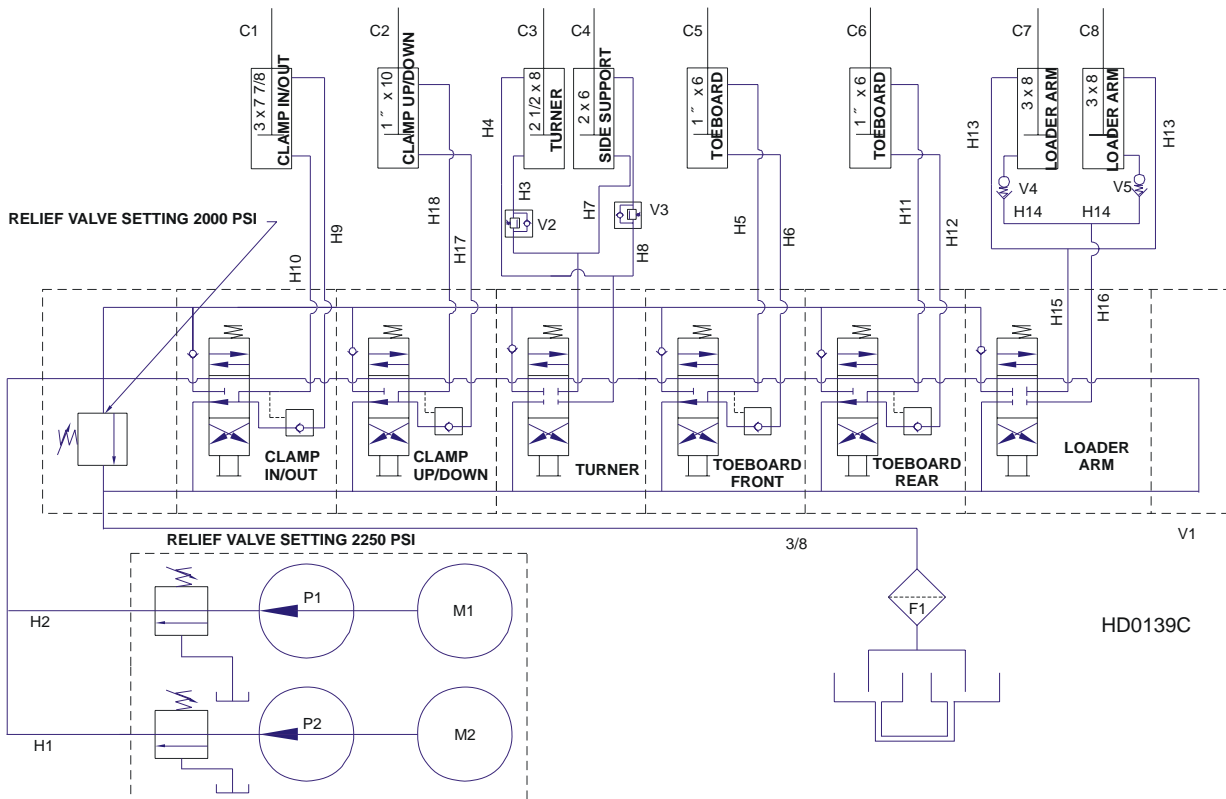 C1 C2 C3 C4 C5 C6 C7 C8
3 x 7 7/8
CLAMP IN/OUT
1 ˝ x 10
CLAMP UP/DOWN
2 1/2 x 8
TURNER
2 x 6
SIDE SUPPORT
1 ˝ x 6
TOEBOARD
1 ˝ x 6
TOEBOARD
3 x 8
LOADER ARM
3 x 8
LOADER ARM
H4
H13
H13
H3
H7
V4
V5
H14 H14
RELIEF VALVE SETTING 2000 PSI
H10
H9
H18
H17
V2
V3
H8
H5
H6
H11
H12
H15
H16
CLAMP
IN/OUT
CLAMP
UP/DOWN
TURNER
TOEBOARD
FRONT
TOEBOARD
REAR
LOADER
ARM
V1
RELIEF VALVE SETTING 2250 PSI
3/8
H2
P1
M1
F1
HD0139C
H1
P2
M2